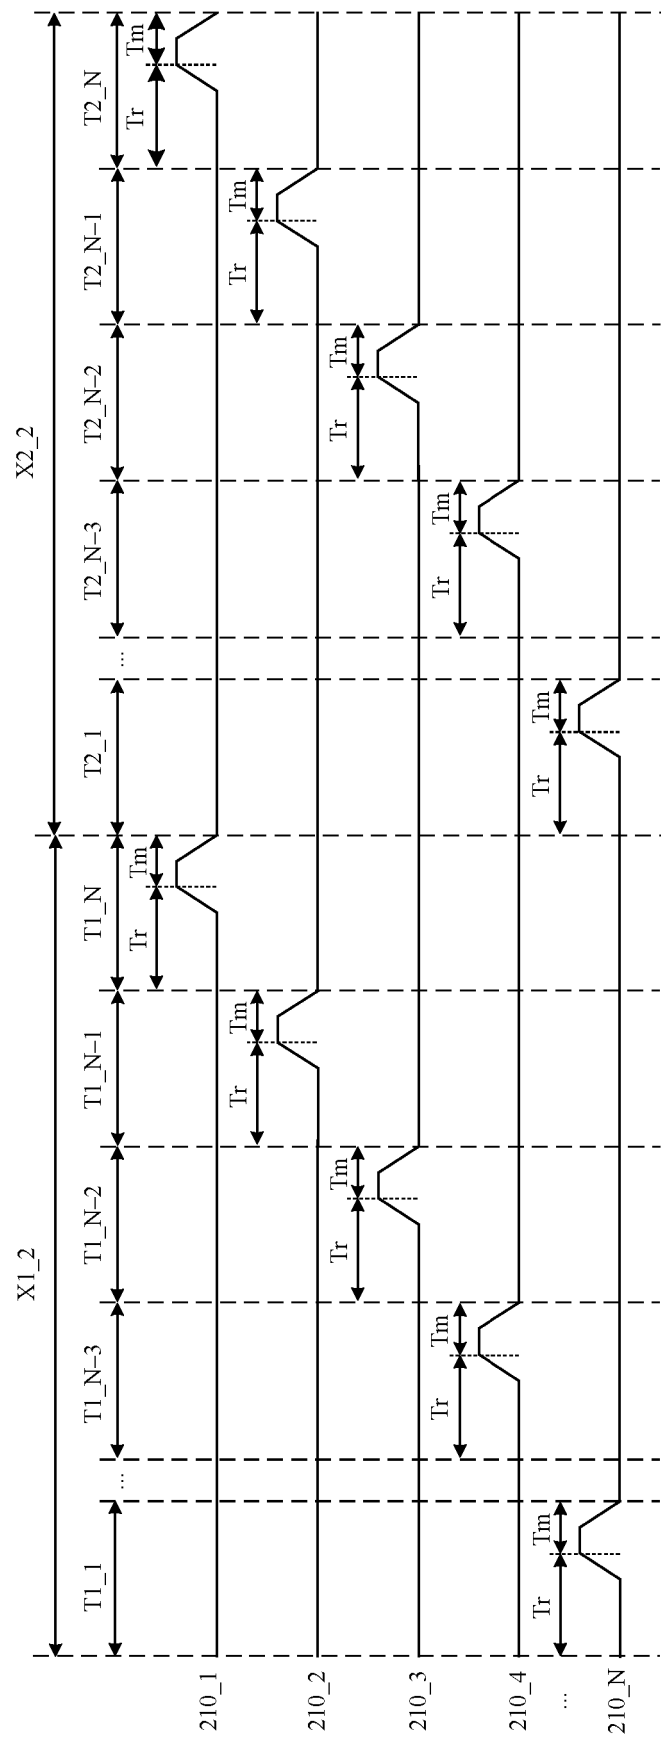 X1_2 X2_2
T1_1 ... T1_N−3 T1_N−2 T1_N−1 T1_N T2_1 ... T2_N−3 T2_N−2 T2_N−1 T2_N
Tr Tm Tr Tm
210_1
Tr Tm Tr Tm
210_2
Tr Tm Tr Tm
210_3
Tr Tm Tr Tm
210_4
...
Tr Tm Tr Tm
210_N